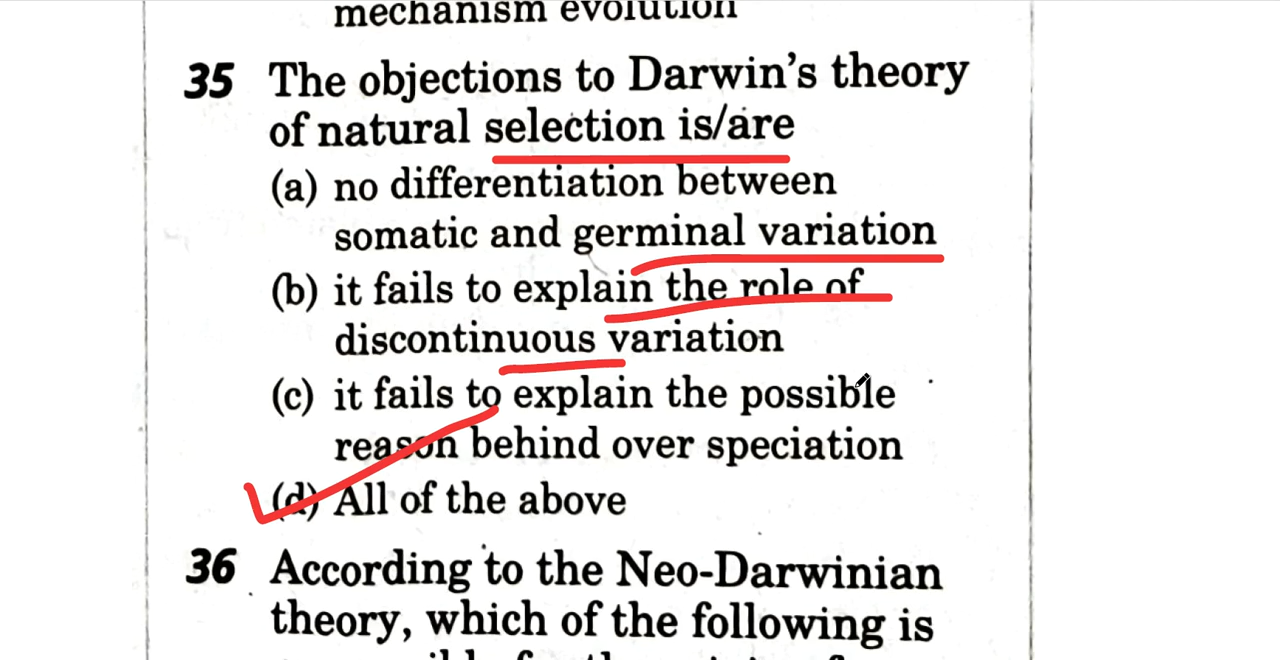 mechanism evolution
35 The objections to Darwin's theory
of natural selection is/are
(a) no differentiation between
somatic and germinal variation
(b) it fails to explain the role of
discontinuous variation
(c) it fails to explain the possible
reason behind over speciation
(d) All of the above
36 According to the Neo-Darwinian
theory, which of the following is